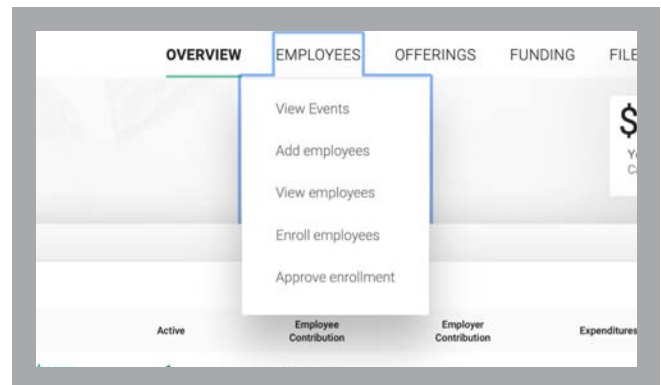 OVERVIEW EMPLOYEES OFFERINGS FUNDING
View Events
$
Add employees
View employees
Enroll employees
Approve enrollment
Active Employee Contribution Employer Contribution Expenditures